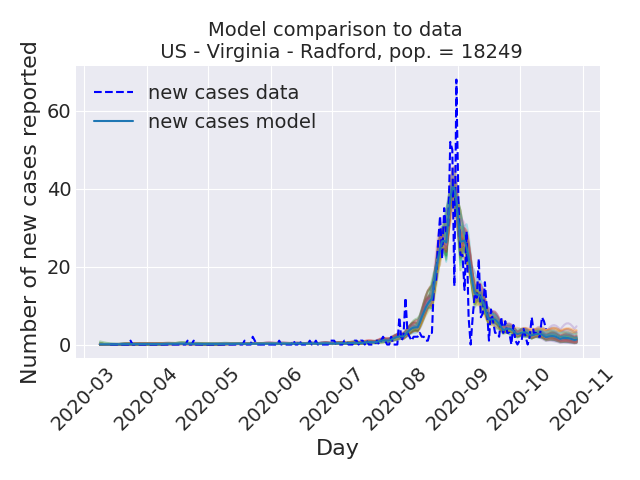 Model comparison to data
US - Virginia - Radford, pop. = 18249
Number of new cases reported
new cases data
new cases model
60
40
20
0
2020-03
2020-04
2020-05
2020-06
2020-07
2020-08
2020-09
2020-10
2020-11
Day